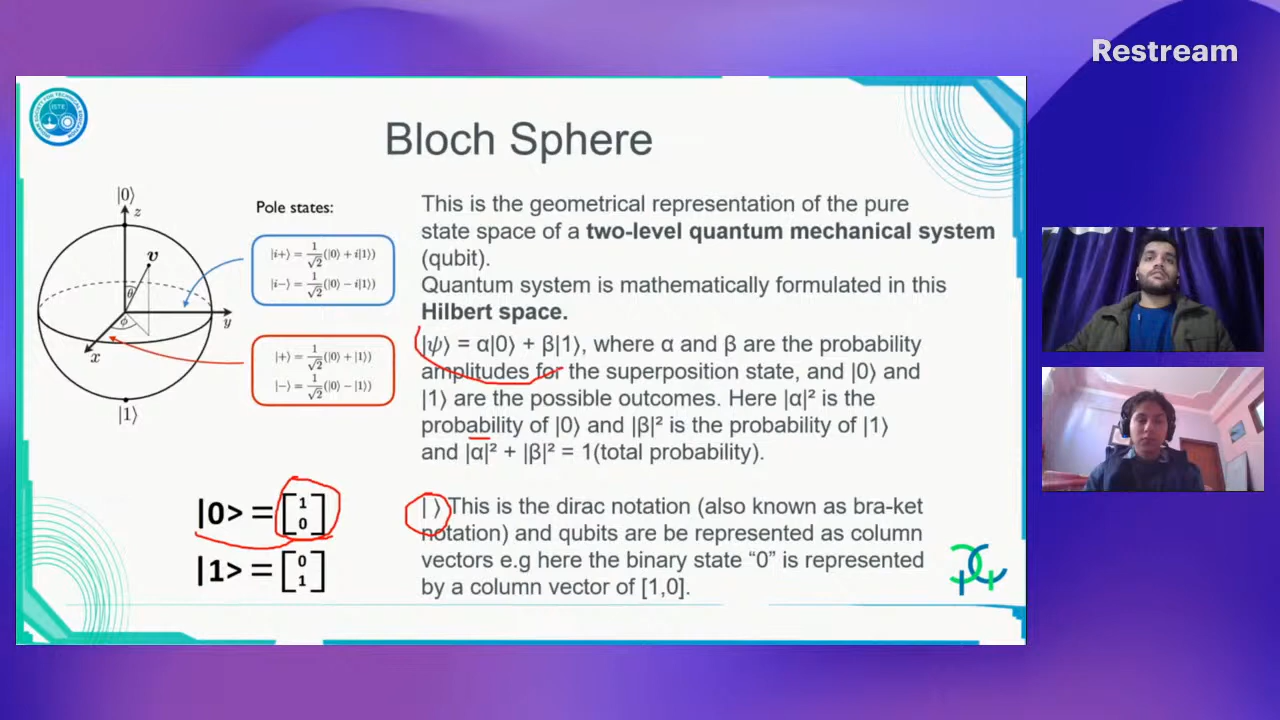 Restream
ISTE
Bloch Sphere
|0⟩
z
v
θ
ϕ
y
x
|1⟩
Pole states:
|i+⟩ = 1/√2 (|0⟩ + i|1⟩)
|i−⟩ = 1/√2 (|0⟩ − i|1⟩)
|+⟩ = 1/√2 (|0⟩ + |1⟩)
|−⟩ = 1/√2 (|0⟩ − |1⟩)
This is the geometrical representation of the pure
state space of a two-level quantum mechanical system
(qubit).
Quantum system is mathematically formulated in this
Hilbert space.
|ψ⟩ = α|0⟩ + β|1⟩, where α and β are the probability
amplitudes for the superposition state, and |0⟩ and
|1⟩ are the possible outcomes. Here |α|² is the
probability of |0⟩ and |β|² is the probability of |1⟩
and |α|² + |β|² = 1(total probability).
|0> = [1 0]
|1> = [0 1]
| ⟩ This is the dirac notation (also known as bra-ket
notation) and qubits are represented as column
vectors e.g here the binary state “0” is represented
by a column vector of [1,0].